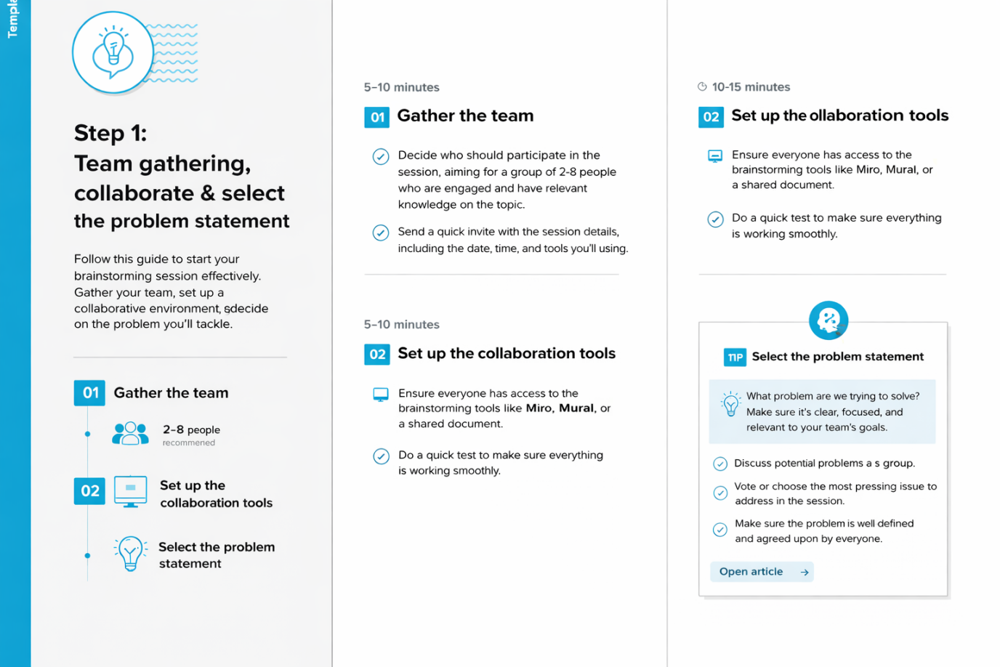 Templa
Step 1:
Team gathering,
collaborate & select
the problem statement
Follow this guide to start your
brainstorming session effectively.
Gather your team, set up a
collaborative environment, sdecide
on the problem you'll tackle.
01 Gather the team
2-8 people
recommened
02 Set up the
collaboration tools
Select the problem
statement
5–10 minutes
01 Gather the team
Decide who should participate in the
session, aiming for a group of 2-8 people
who are engaged and have relevant
knowledge on the topic.
Send a quick invite with the session details,
including the date, time, and tools you'll using.
5–10 minutes
02 Set up the collaboration tools
Ensure everyone has access to the
brainstorming tools like Miro, Mural, or
a shared document.
Do a quick test to make sure everything
is working smoothly.
10-15 minutes
02 Set up the ollaboration tools
Ensure everyone has access to the
brainstorming tools like Miro, Mural, or
a shared document.
Do a quick test to make sure everything
is working smoothly.
TIP Select the problem statement
What problem are we trying to solve?
Make sure it's clear, focused, and
relevant to your team's goals.
Discuss potential problems a s group.
Vote or choose the most pressing issue to
address in the session.
Make sure the problem is well defined
and agreed upon by everyone.
Open article →